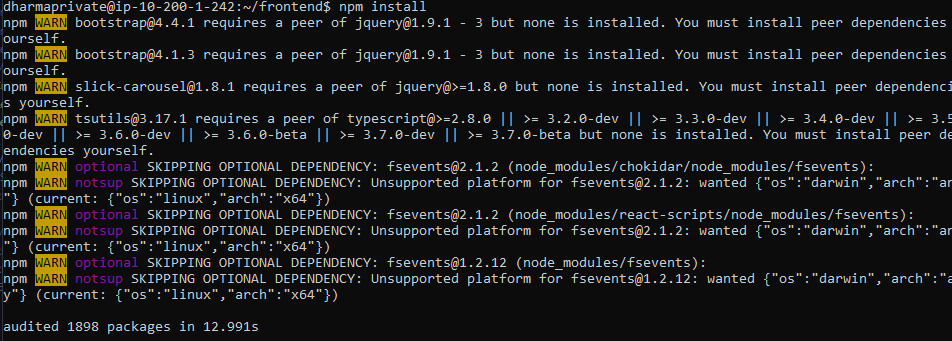 dharmaprivate@ip-10-200-1-242:~/frontend$ npm install
npm WARN bootstrap@4.4.1 requires a peer of jquery@1.9.1 - 3 but none is installed. You must install peer dependencies
ourself.
npm WARN bootstrap@4.1.3 requires a peer of jquery@1.9.1 - 3 but none is installed. You must install peer dependencies
ourself.
npm WARN slick-carousel@1.8.1 requires a peer of jquery@>=1.8.0 but none is installed. You must install peer dependenci
s yourself.
npm WARN tsutils@3.17.1 requires a peer of typescript@>=2.8.0 || >= 3.2.0-dev || >= 3.3.0-dev || >= 3.4.0-dev || >= 3.5
0-dev || >= 3.6.0-dev || >= 3.6.0-beta || >= 3.7.0-dev || >= 3.7.0-beta but none is installed. You must install peer de
endencies yourself.
npm WARN optional SKIPPING OPTIONAL DEPENDENCY: fsevents@2.1.2 (node_modules/chokidar/node_modules/fsevents):
npm WARN notsup SKIPPING OPTIONAL DEPENDENCY: Unsupported platform for fsevents@2.1.2: wanted {"os":"darwin","arch":"an
"} (current: {"os":"linux","arch":"x64"})
npm WARN optional SKIPPING OPTIONAL DEPENDENCY: fsevents@2.1.2 (node_modules/react-scripts/node_modules/fsevents):
npm WARN notsup SKIPPING OPTIONAL DEPENDENCY: Unsupported platform for fsevents@2.1.2: wanted {"os":"darwin","arch":"an
"} (current: {"os":"linux","arch":"x64"})
npm WARN optional SKIPPING OPTIONAL DEPENDENCY: fsevents@1.2.12 (node_modules/fsevents):
npm WARN notsup SKIPPING OPTIONAL DEPENDENCY: Unsupported platform for fsevents@1.2.12: wanted {"os":"darwin","arch":"a
y"} (current: {"os":"linux","arch":"x64"})
audited 1898 packages in 12.991s